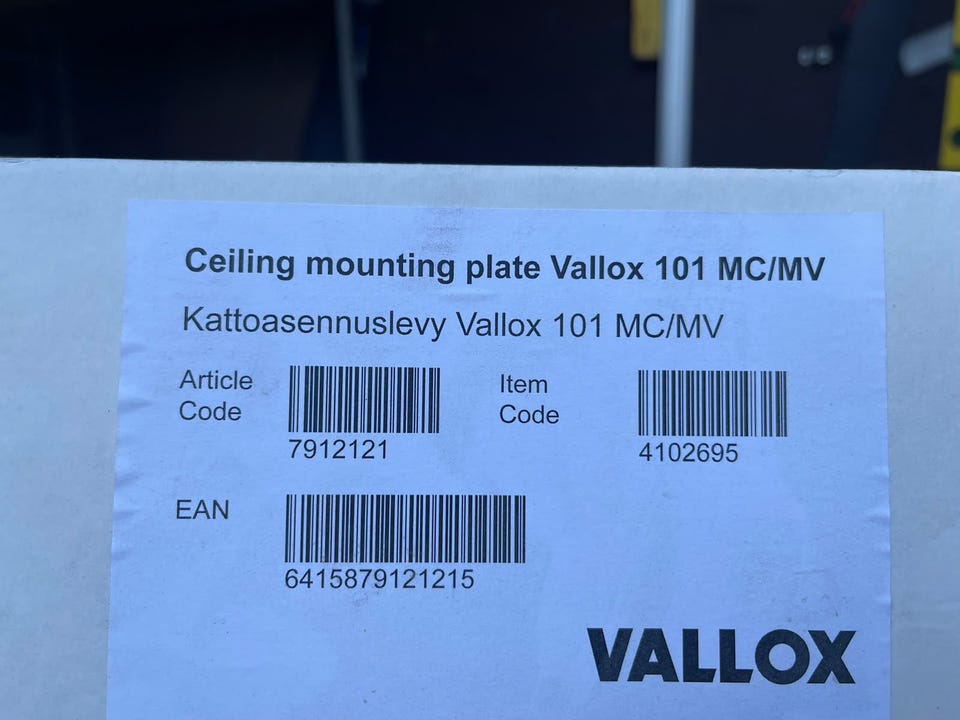 Ceiling mounting plate Vallox 101 MC/MV
Kattoasennuslevy Vallox 101 MC/MV
Article
Code
7912121
Item
Code
4102695
EAN
6415879121215
VALLOX